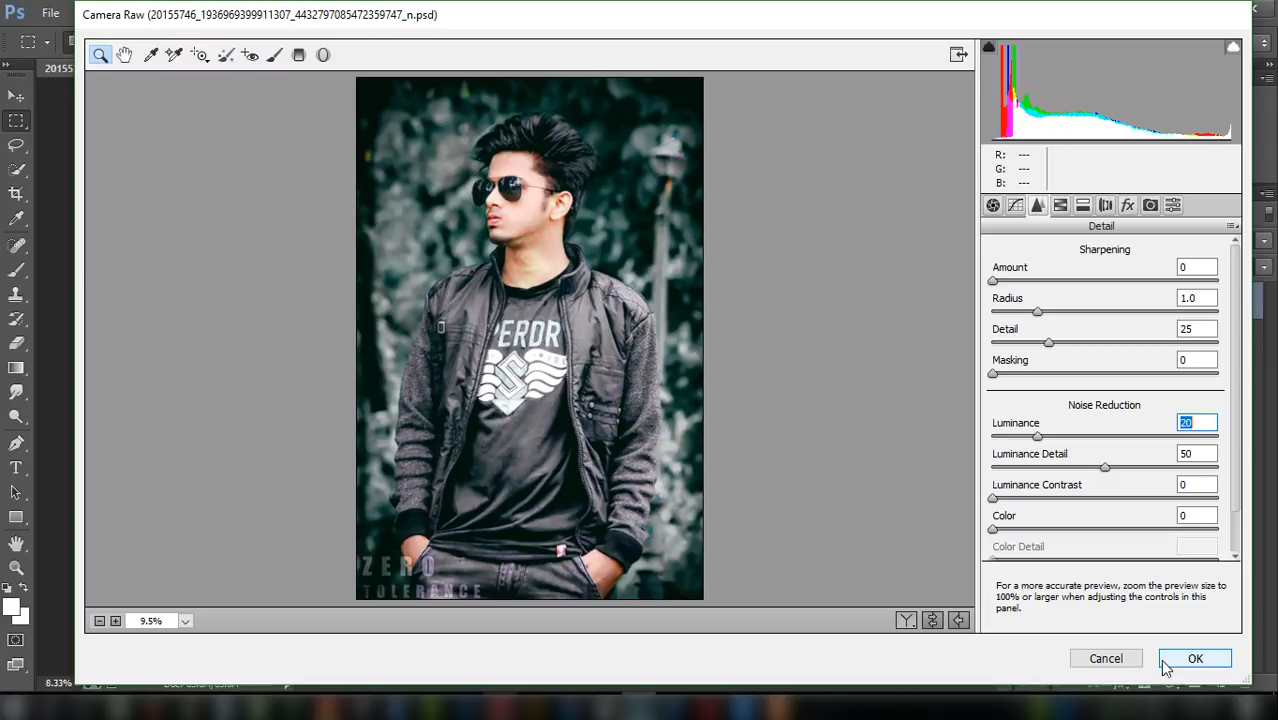 Ps File
Camera Raw (20155746_1936969399911307_4432797085472359747_n.psd)
20155
R: ---
G: ---
B: ---
Detail
Sharpening
Amount 0
Radius 1.0
Detail 25
Masking 0
Noise Reduction
Luminance 20
Luminance Detail 50
Luminance Contrast 0
Color 0
Color Detail
For a more accurate preview, zoom the preview size to
100% or larger when adjusting the controls in this
panel.
PERDR
S
ZERO
TOLERANCE
9.5%
Cancel OK
8.33%